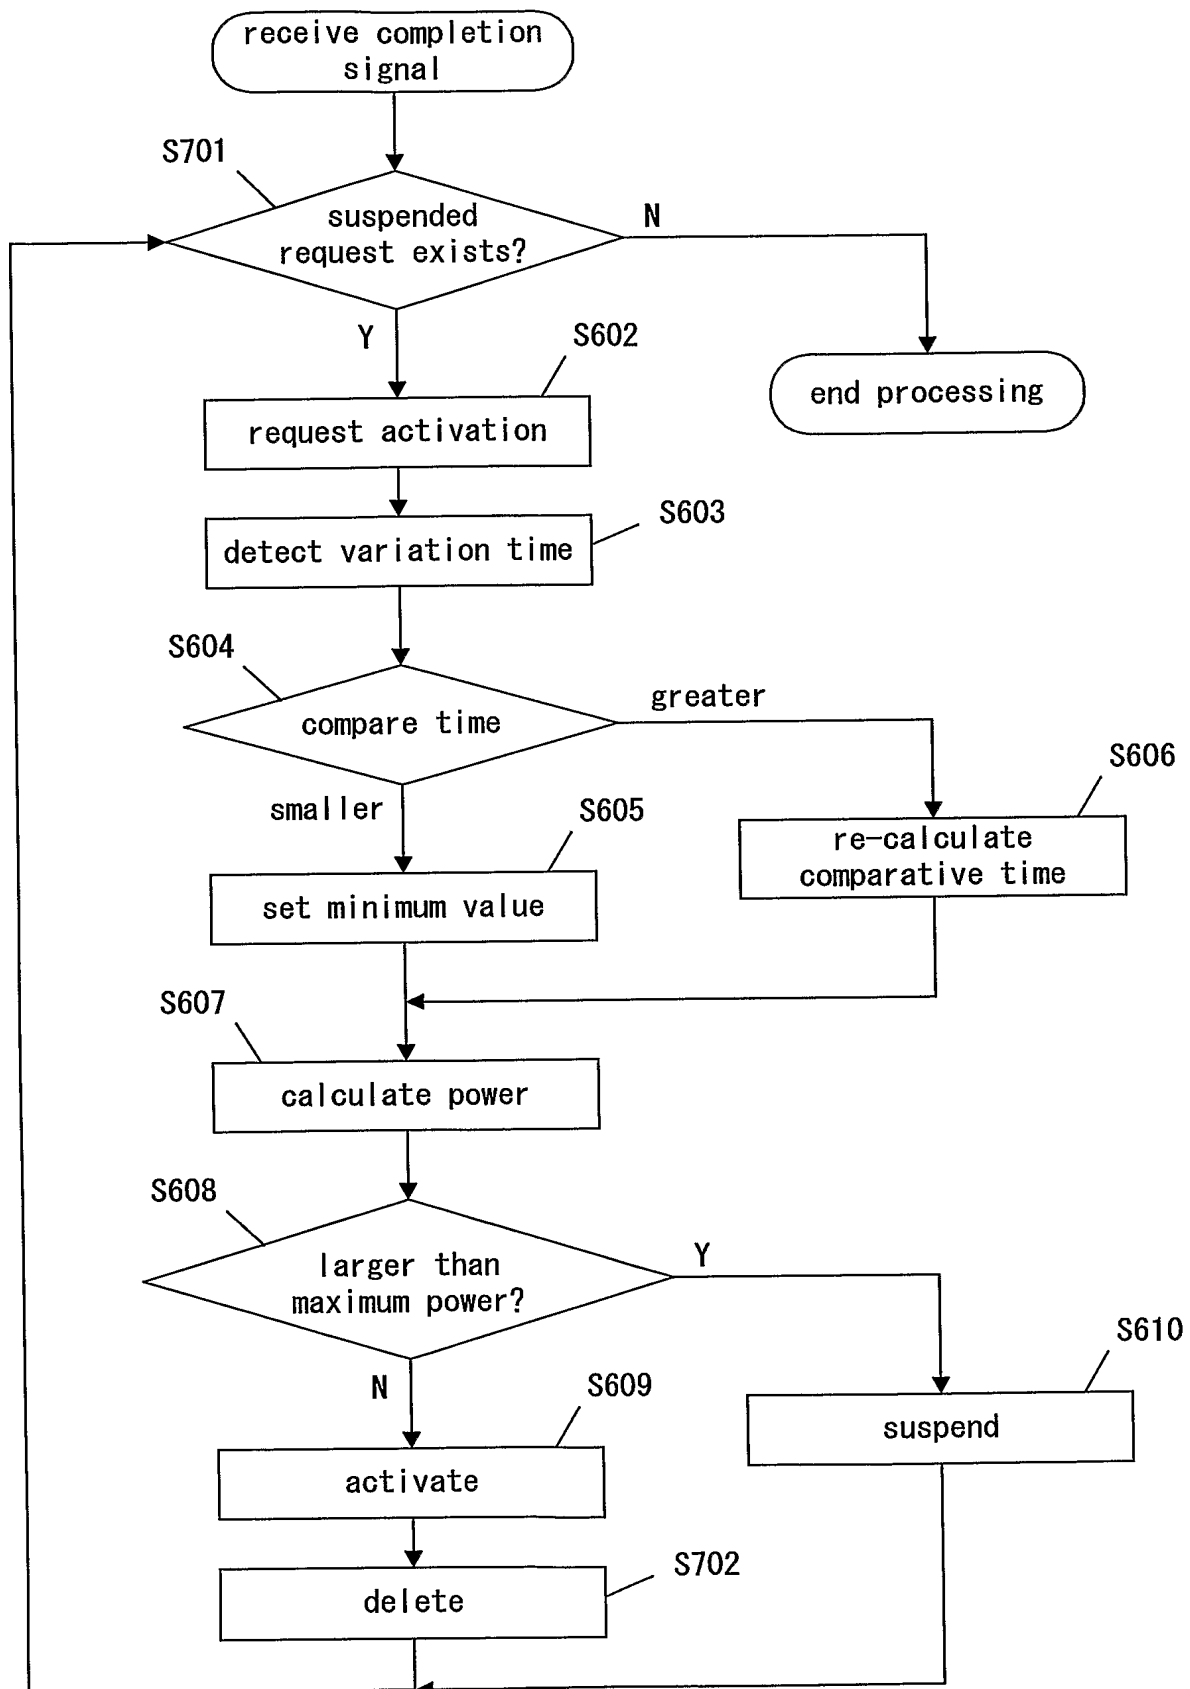 receive completion
signal
S701
suspended
request exists?
N
Y
S602
end processing
request activation
S603
detect variation time
S604
compare time
greater
smaller
S605
S606
re-calculate
comparative time
set minimum value
S607
calculate power
S608
larger than
maximum power?
Y
N
S609
S610
suspend
activate
S702
delete